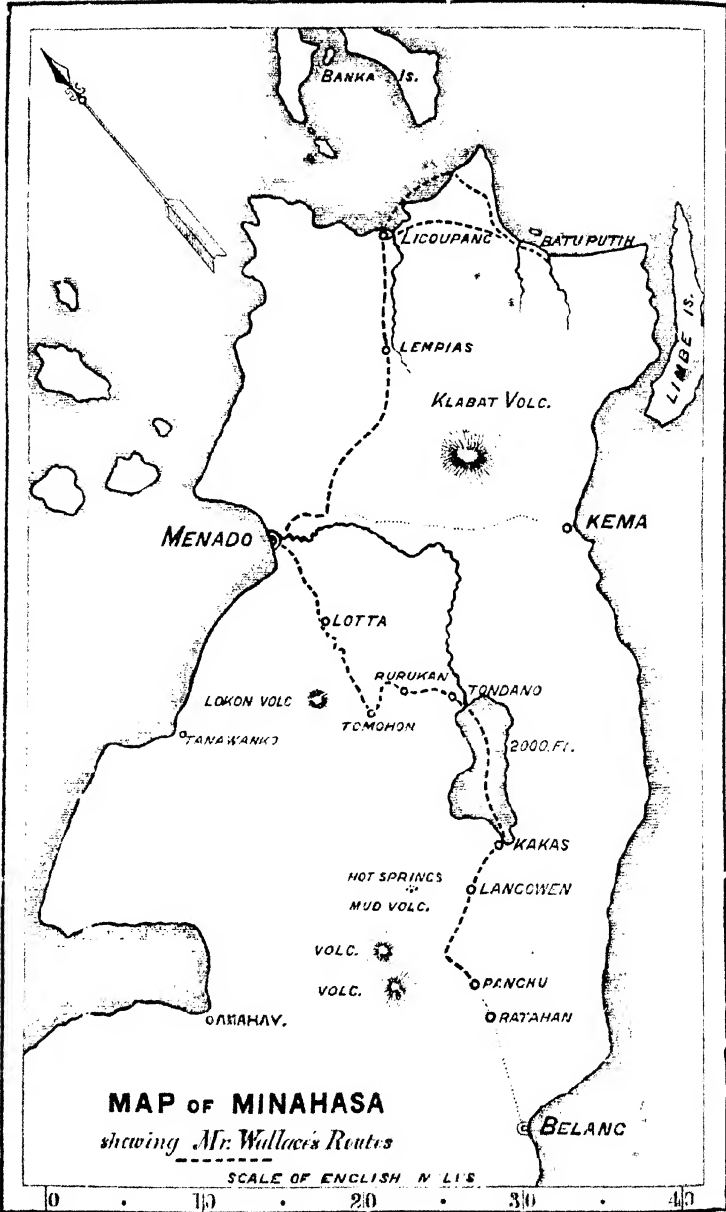 BANKA IS.
LICOUPANG
BATUPUTIH
LIMBE IS.
LEMPIAS
KLABAT VOLC.
MENADO
KEMA
LOTTA
RURUKAN
TONDANO
LOKON VOLC
TOMOHON
TANAWANKO
2000.FT.
KAKAS
HOT SPRINGS
MUD VOLC.
LANGOWEN
VOLC.
VOLC.
PANGHU
AMAHAY.
RATAHAN
MAP OF MINAHASA
showing Mr. Wallace's Routes
BELANG
SCALE OF ENGLISH MILES
0 10 20 30 40